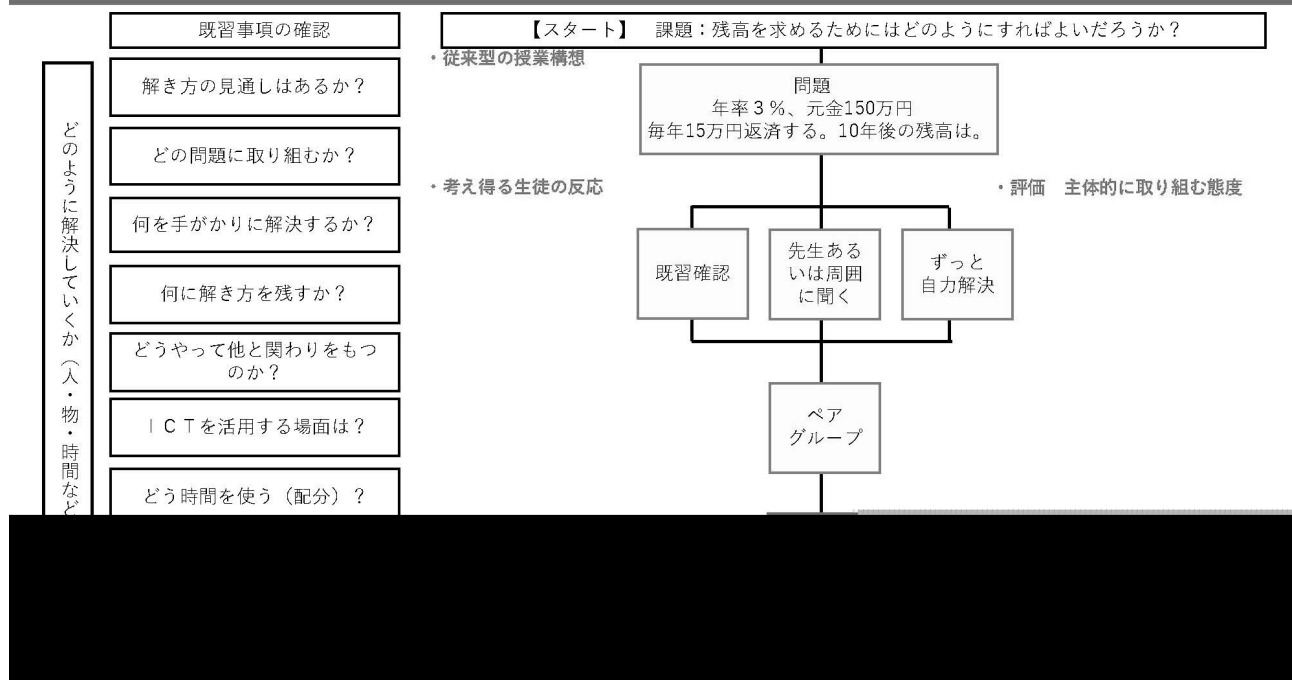 既習事項の確認
【スタート】　課題：残高を求めるためにはどのようにすればよいだろうか？
どのように解決していくか（人・物・時間など
解き方の見通しはあるか？
どの問題に取り組むか？
何を手がかりに解決するか？
何に解き方を残すか？
どうやって他と関わりをもつ
のか？
ＩＣＴを活用する場面は？
どう時間を使う（配分）？
・従来型の授業構想
問題
年率３％、元金150万円
毎年15万円返済する。10年後の残高は。
・考え得る生徒の反応
・評価　主体的に取り組む態度
既習確認
先生ある
いは周囲
に聞く
ずっと
自力解決
ペア
グループ